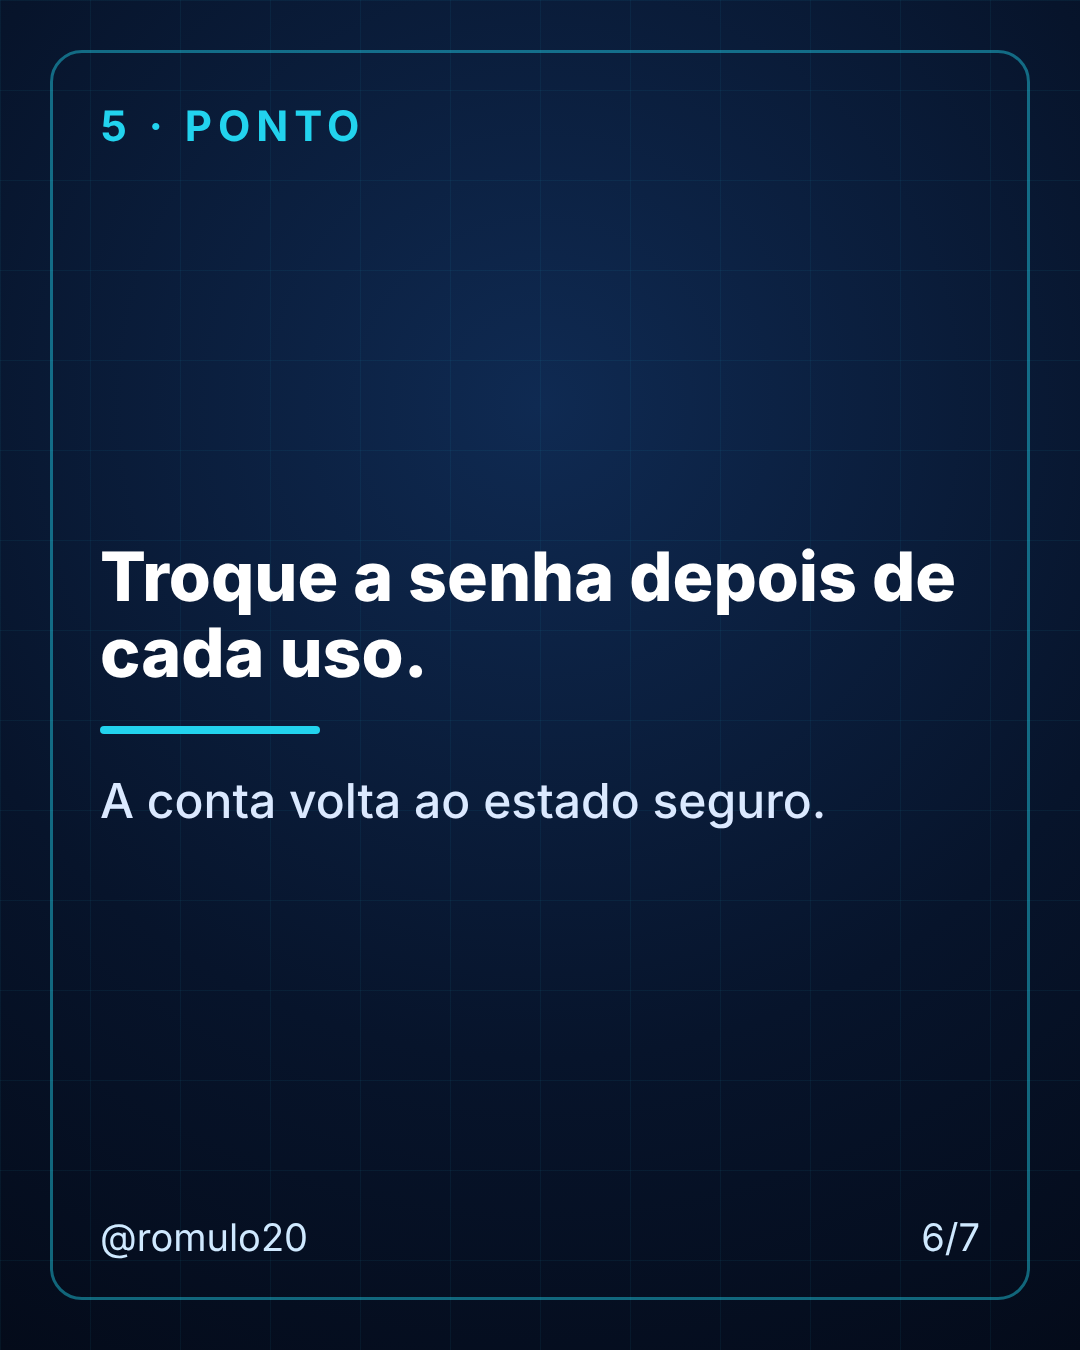 5 · PONTO
Troque a senha depois de
cada uso.
A conta volta ao estado seguro.
@romulo20
6/7